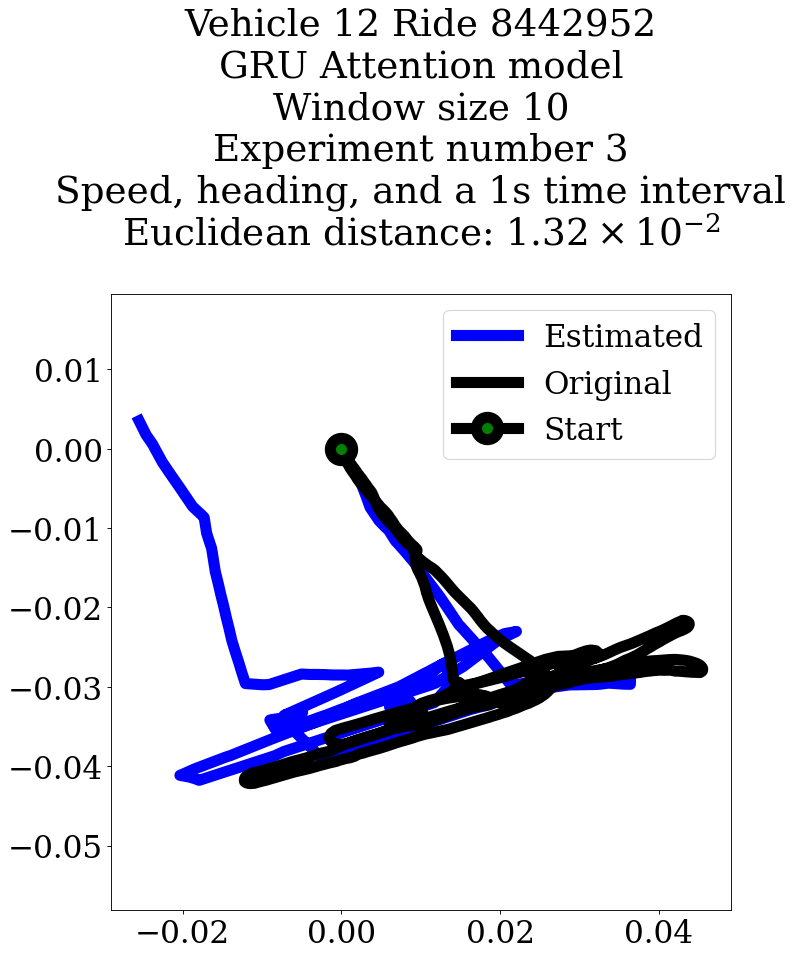 Vehicle 12 Ride 8442952
GRU Attention model
Window size 10
Experiment number 3
Speed, heading, and a 1s time interval
Euclidean distance: 1.32 × 10⁻²
Estimated
Original
Start
0.01
0.00
−0.01
−0.02
−0.03
−0.04
−0.05
−0.02 0.00 0.02 0.04